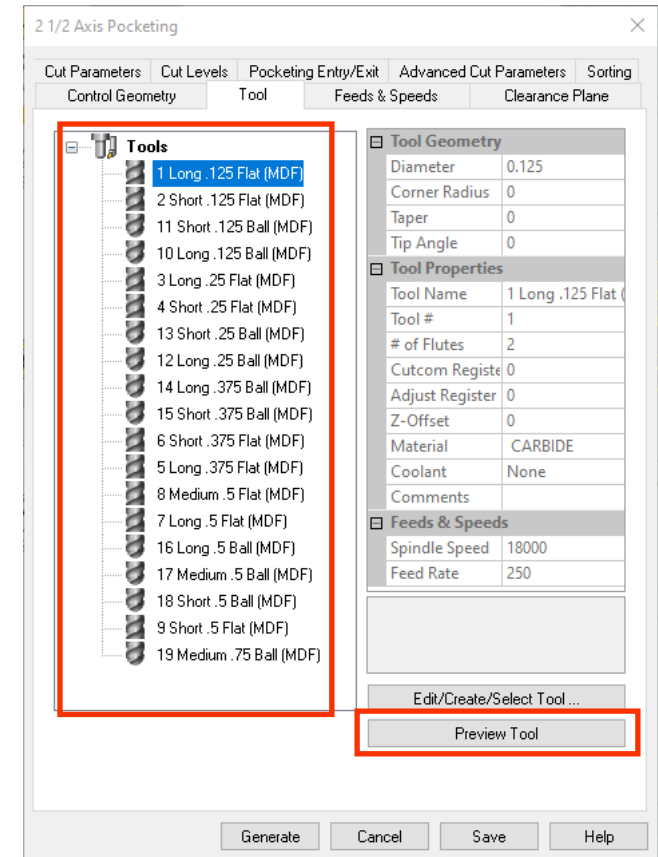 2 1/2 Axis Pocketing
Cut Parameters Cut Levels Pocketing Entry/Exit Advanced Cut Parameters Sorting
Control Geometry Tool Feeds & Speeds Clearance Plane
Tools
1 Long .125 Flat (MDF)
2 Short .125 Flat (MDF)
11 Short .125 Ball (MDF)
10 Long .125 Ball (MDF)
3 Long .25 Flat (MDF)
4 Short .25 Flat (MDF)
13 Short .25 Ball (MDF)
12 Long .25 Ball (MDF)
14 Long .375 Ball (MDF)
15 Short .375 Ball (MDF)
6 Short .375 Flat (MDF)
5 Long .375 Flat (MDF)
8 Medium .5 Flat (MDF)
7 Long .5 Flat (MDF)
16 Long .5 Ball (MDF)
17 Medium .5 Ball (MDF)
18 Short .5 Ball (MDF)
9 Short .5 Flat (MDF)
19 Medium .75 Ball (MDF)
Tool Geometry
Diameter 0.125
Corner Radius 0
Taper 0
Tip Angle 0
Tool Properties
Tool Name 1 Long .125 Flat (
Tool # 1
# of Flutes 2
Cutcom Registe 0
Adjust Register 0
Z-Offset 0
Material CARBIDE
Coolant None
Comments
Feeds & Speeds
Spindle Speed 18000
Feed Rate 250
Edit/Create/Select Tool ...
Preview Tool
Generate Cancel Save Help